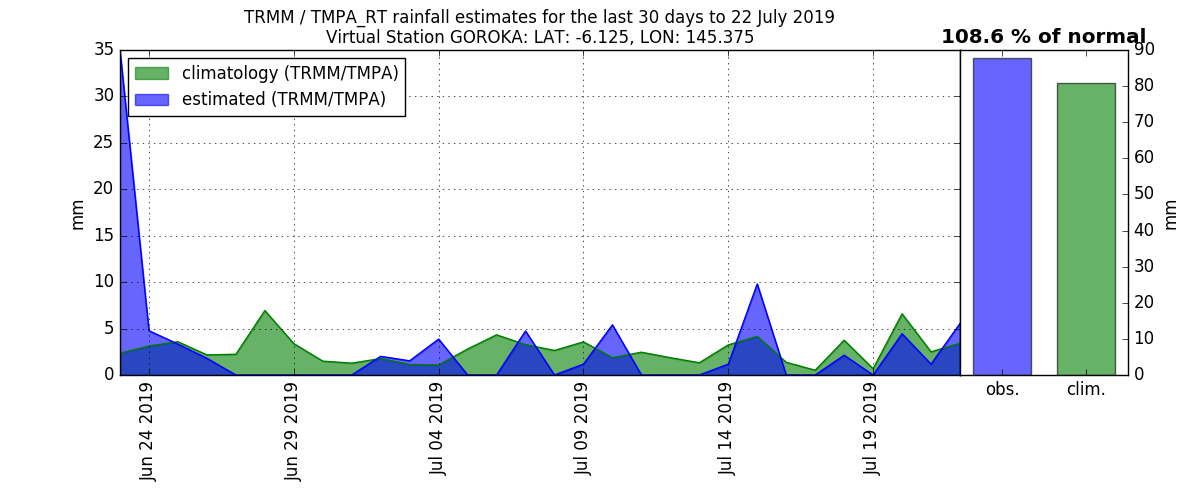 TRMM / TMPA_RT rainfall estimates for the last 30 days to 22 July 2019
Virtual Station GOROKA: LAT: -6.125, LON: 145.375
108.6 % of normal
climatology (TRMM/TMPA)
estimated (TRMM/TMPA)
35
30
25
20
15
10
5
0
mm
Jun 24 2019
Jun 29 2019
Jul 04 2019
Jul 09 2019
Jul 14 2019
Jul 19 2019
90
80
70
60
50
40
30
20
10
0
mm
obs.
clim.